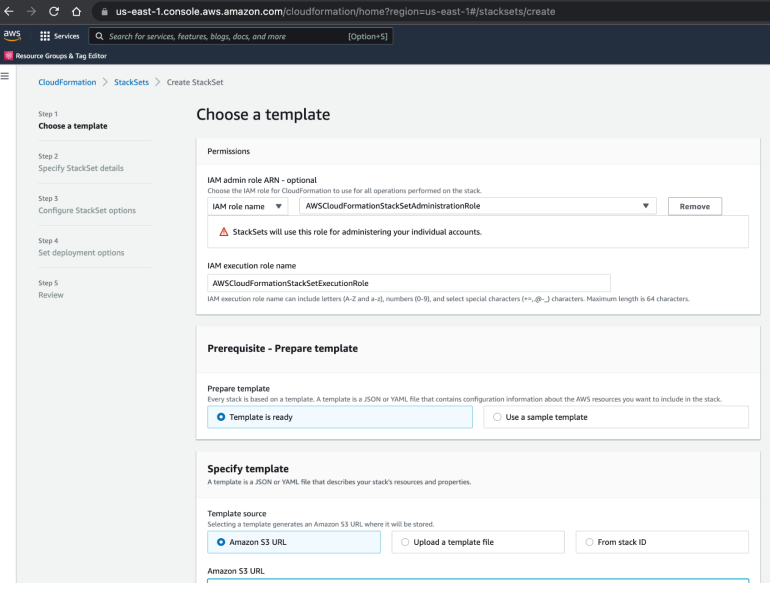 us-east-1.console.aws.amazon.com/cloudformation/home?region=us-east-1#/stacksets/create
aws
Services
Search for services, features, blogs, docs, and more
[Option+S]
Resource Groups & Tag Editor
CloudFormation > StackSets > Create StackSet
Step 1
Choose a template
Step 2
Specify StackSet details
Step 3
Configure StackSet options
Step 4
Set deployment options
Step 5
Review
Choose a template
Permissions
IAM admin role ARN - optional
Choose the IAM role for CloudFormation to use for all operations performed on the stack.
IAM role name
AWSCloudFormationStackSetAdministrationRole
Remove
StackSets will use this role for administering your individual accounts.
IAM execution role name
AWSCloudFormationStackSetExecutionRole
IAM execution role name can include letters (A-Z and a-z), numbers (0-9), and select special characters (+=,.@-_) characters. Maximum length is 64 characters.
Prerequisite - Prepare template
Prepare template
Every stack is based on a template. A template is a JSON or YAML file that contains configuration information about the AWS resources you want to include in the stack.
Template is ready
Use a sample template
Specify template
A template is a JSON or YAML file that describes your stack's resources and properties.
Template source
Selecting a template generates an Amazon S3 URL where it will be stored.
Amazon S3 URL
Upload a template file
From stack ID
Amazon S3 URL